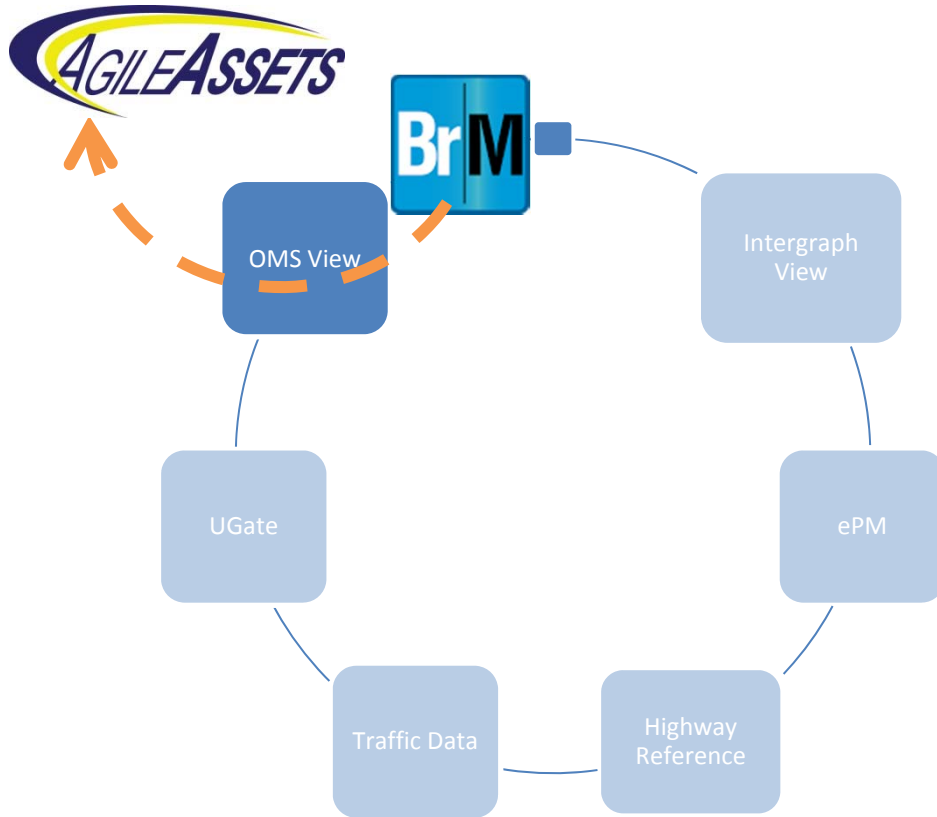 AGILEASSETS
BrM
OMS View
Intergraph
View
UGate
ePM
Traffic Data
Highway
Reference